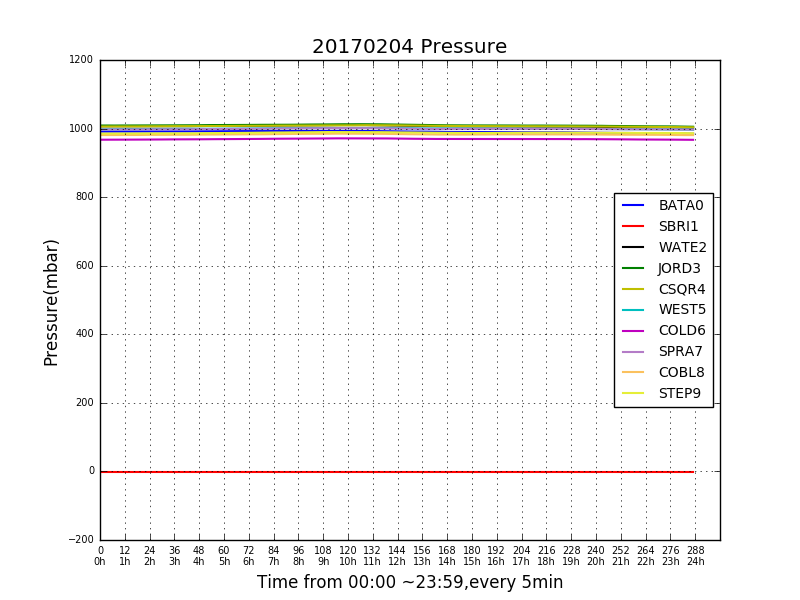 20170204 Pressure
1200
1000
800
600
400
200
0
−200
Pressure(mbar)
BATA0
SBRI1
WATE2
JORD3
CSQR4
WEST5
COLD6
SPRA7
COBL8
STEP9
0 12 24 36 48 60 72 84 96 108 120 132 144 156 168 180 192 204 216 228 240 252 264 276 288
0h 1h 2h 3h 4h 5h 6h 7h 8h 9h 10h 11h 12h 13h 14h 15h 16h 17h 18h 19h 20h 21h 22h 23h 24h
Time from 00:00 ~23:59,every 5min